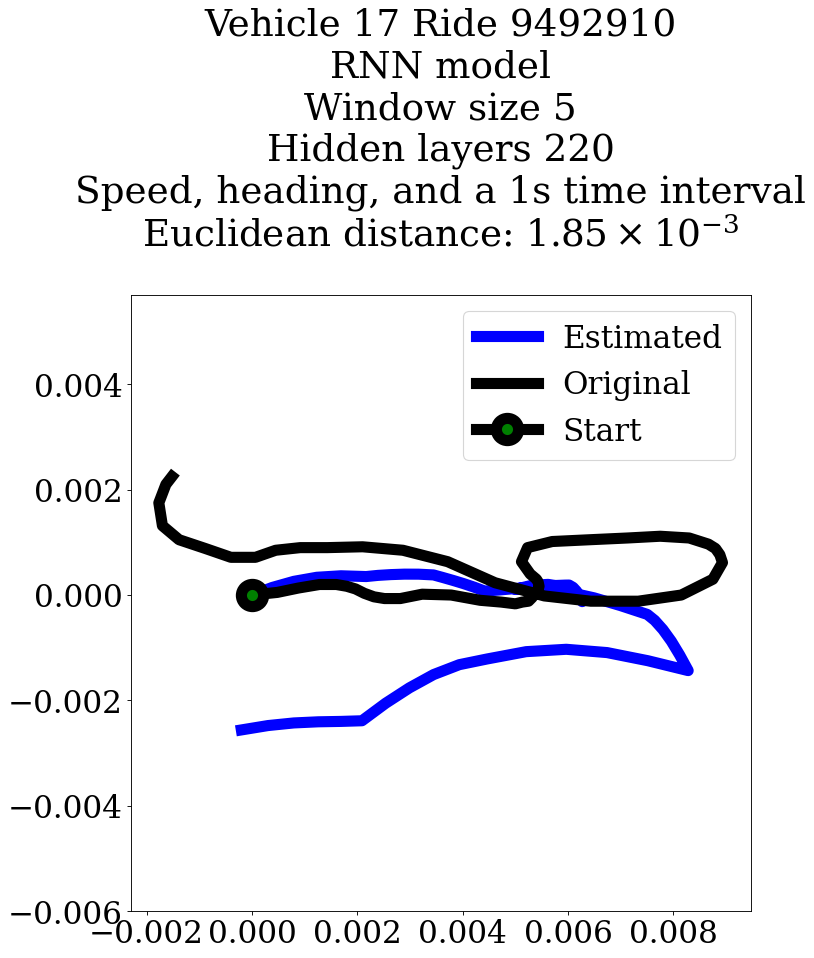 Vehicle 17 Ride 9492910
RNN model
Window size 5
Hidden layers 220
Speed, heading, and a 1s time interval
Euclidean distance: 1.85 × 10⁻³
Estimated
Original
Start
0.004
0.002
0.000
−0.002
−0.004
−0.006
−0.002 0.000 0.002 0.004 0.006 0.008